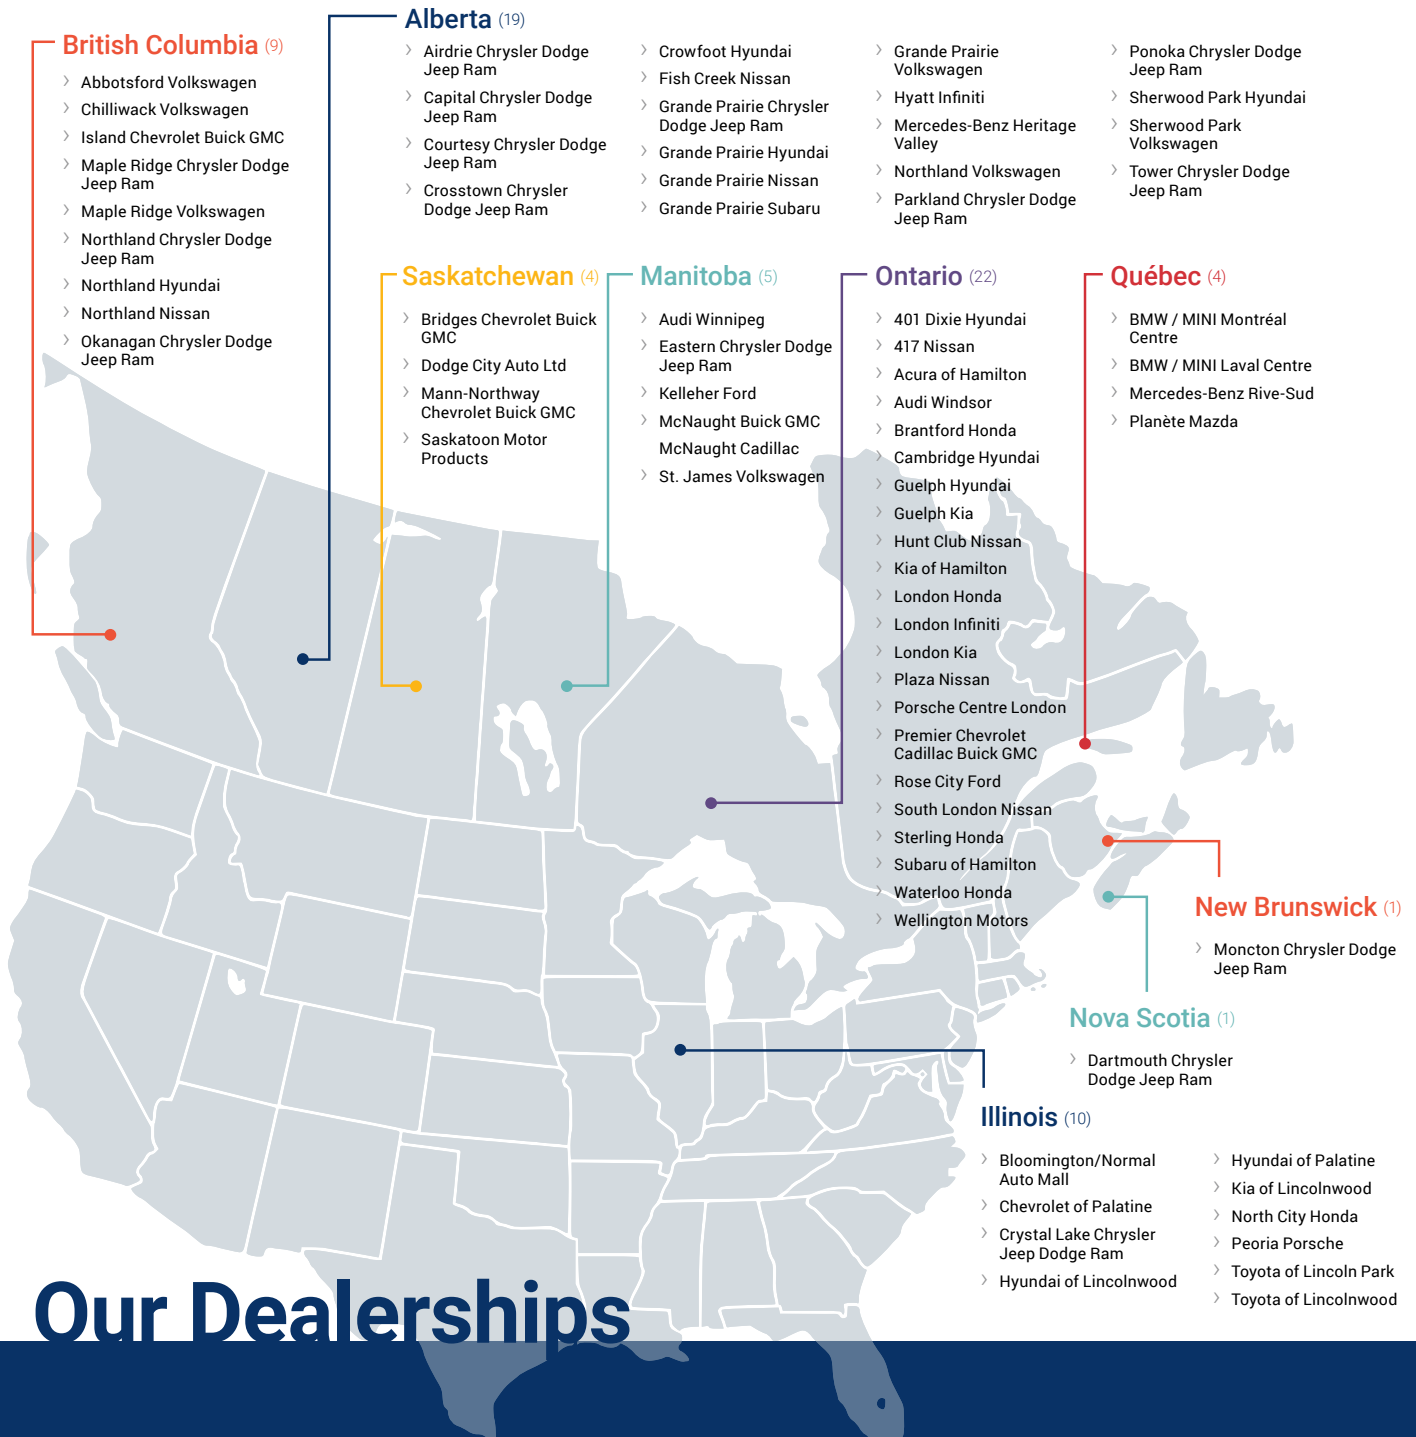 British Columbia (9)
Abbotsford Volkswagen
Chilliwack Volkswagen
Island Chevrolet Buick GMC
Maple Ridge Chrysler Dodge
Jeep Ram
Maple Ridge Volkswagen
Northland Chrysler Dodge
Jeep Ram
Northland Hyundai
Northland Nissan
Okanagan Chrysler Dodge
Jeep Ram
Alberta (19)
Airdrie Chrysler Dodge
Jeep Ram
Capital Chrysler Dodge
Jeep Ram
Courtesy Chrysler Dodge
Jeep Ram
Crosstown Chrysler
Dodge Jeep Ram
Crowfoot Hyundai
Fish Creek Nissan
Grande Prairie Chrysler
Dodge Jeep Ram
Grande Prairie Hyundai
Grande Prairie Nissan
Grande Prairie Subaru
Grande Prairie
Volkswagen
Hyatt Infiniti
Mercedes-Benz Heritage
Valley
Northland Volkswagen
Parkland Chrysler Dodge
Jeep Ram
Ponoka Chrysler Dodge
Jeep Ram
Sherwood Park Hyundai
Sherwood Park
Volkswagen
Tower Chrysler Dodge
Jeep Ram
Saskatchewan (4)
Bridges Chevrolet Buick
GMC
Dodge City Auto Ltd
Mann-Northway
Chevrolet Buick GMC
Saskatoon Motor
Products
Manitoba (5)
Audi Winnipeg
Eastern Chrysler Dodge
Jeep Ram
Kelleher Ford
McNaught Buick GMC
McNaught Cadillac
St. James Volkswagen
Ontario (22)
401 Dixie Hyundai
417 Nissan
Acura of Hamilton
Audi Windsor
Brantford Honda
Cambridge Hyundai
Guelph Hyundai
Guelph Kia
Hunt Club Nissan
Kia of Hamilton
London Honda
London Infiniti
London Kia
Plaza Nissan
Porsche Centre London
Premier Chevrolet
Cadillac Buick GMC
Rose City Ford
South London Nissan
Sterling Honda
Subaru of Hamilton
Waterloo Honda
Wellington Motors
Québec (4)
BMW / MINI Montréal
Centre
BMW / MINI Laval Centre
Mercedes-Benz Rive-Sud
Planète Mazda
New Brunswick (1)
Moncton Chrysler Dodge
Jeep Ram
Nova Scotia (1)
Dartmouth Chrysler
Dodge Jeep Ram
Illinois (10)
Bloomington/Normal
Auto Mall
Chevrolet of Palatine
Crystal Lake Chrysler
Jeep Dodge Ram
Hyundai of Lincolnwood
Hyundai of Palatine
Kia of Lincolnwood
North City Honda
Peoria Porsche
Toyota of Lincoln Park
Toyota of Lincolnwood
Our Dealerships